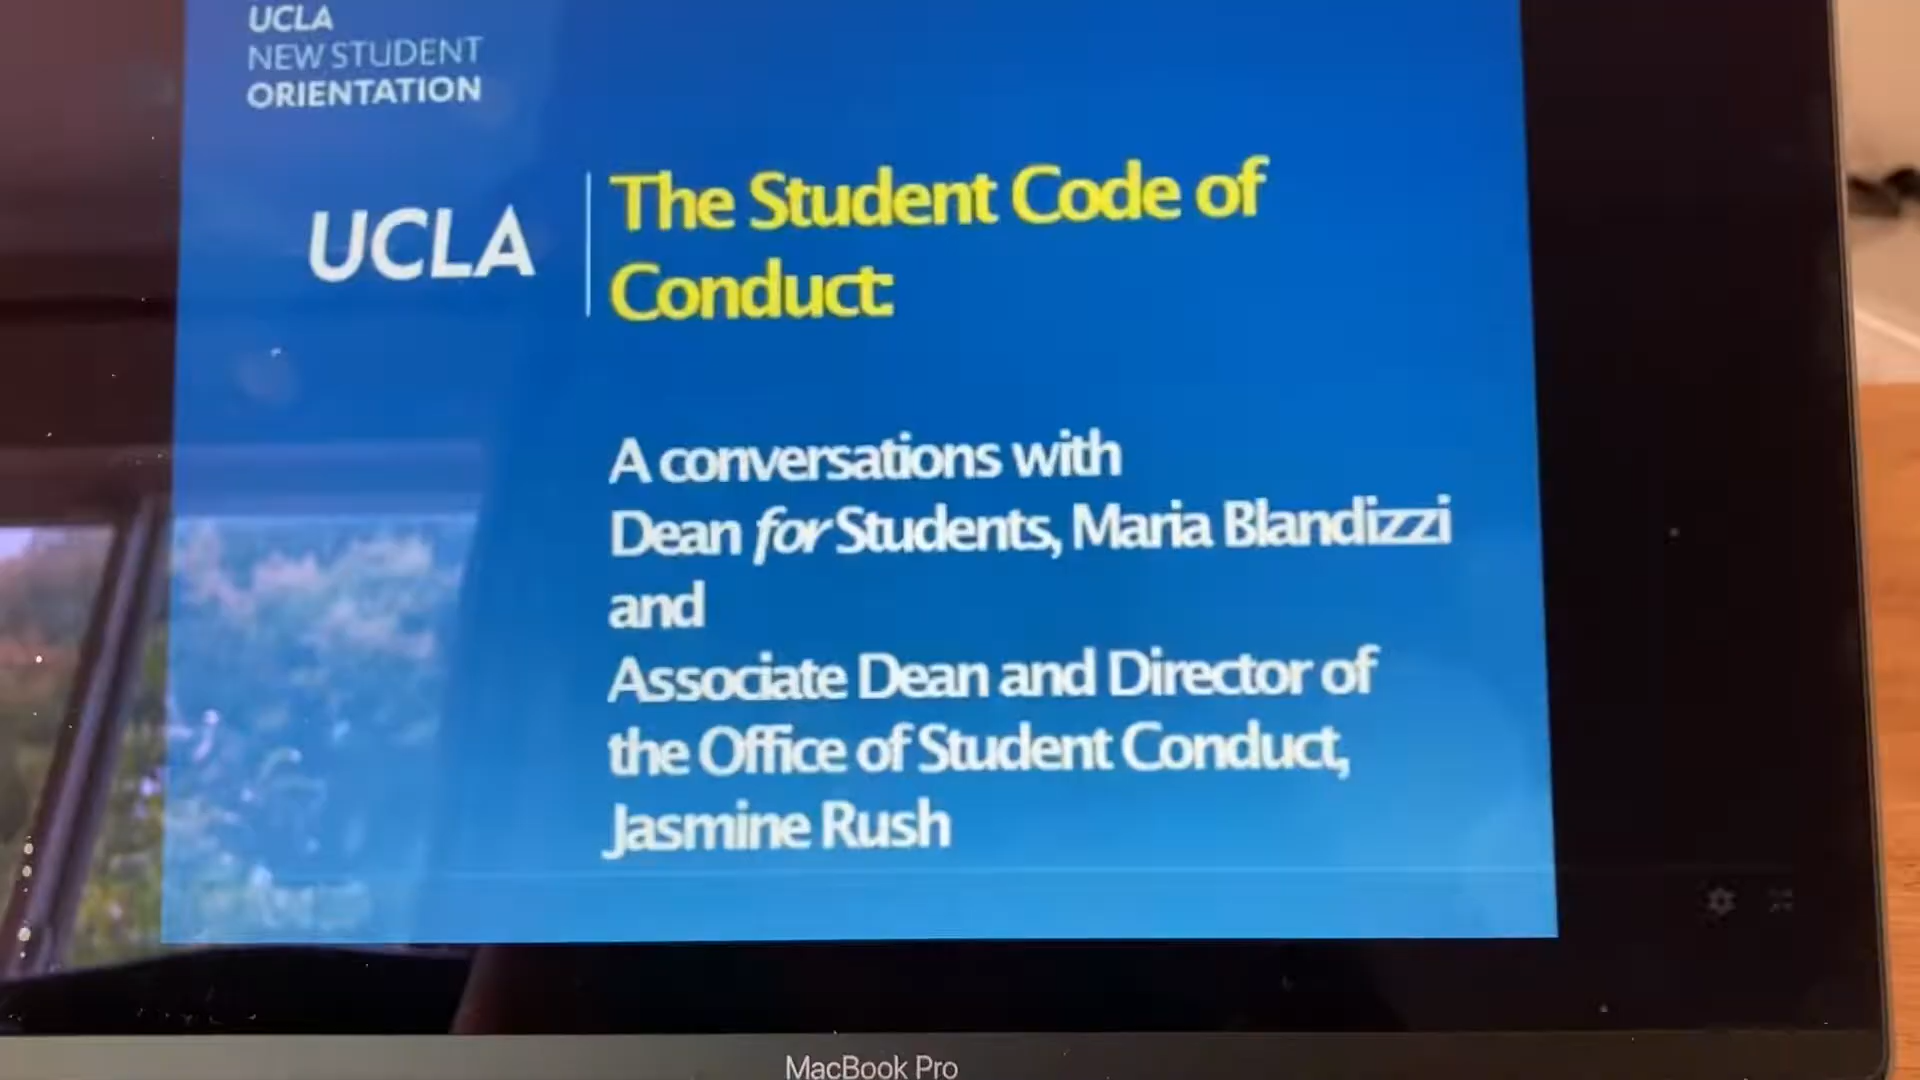 UCLA
NEW STUDENT
ORIENTATION
UCLA
The Student Code of
Conduct:
A conversations with
Dean for Students, Maria Blandizzi
and
Associate Dean and Director of
the Office of Student Conduct,
Jasmine Rush
MacBook Pro